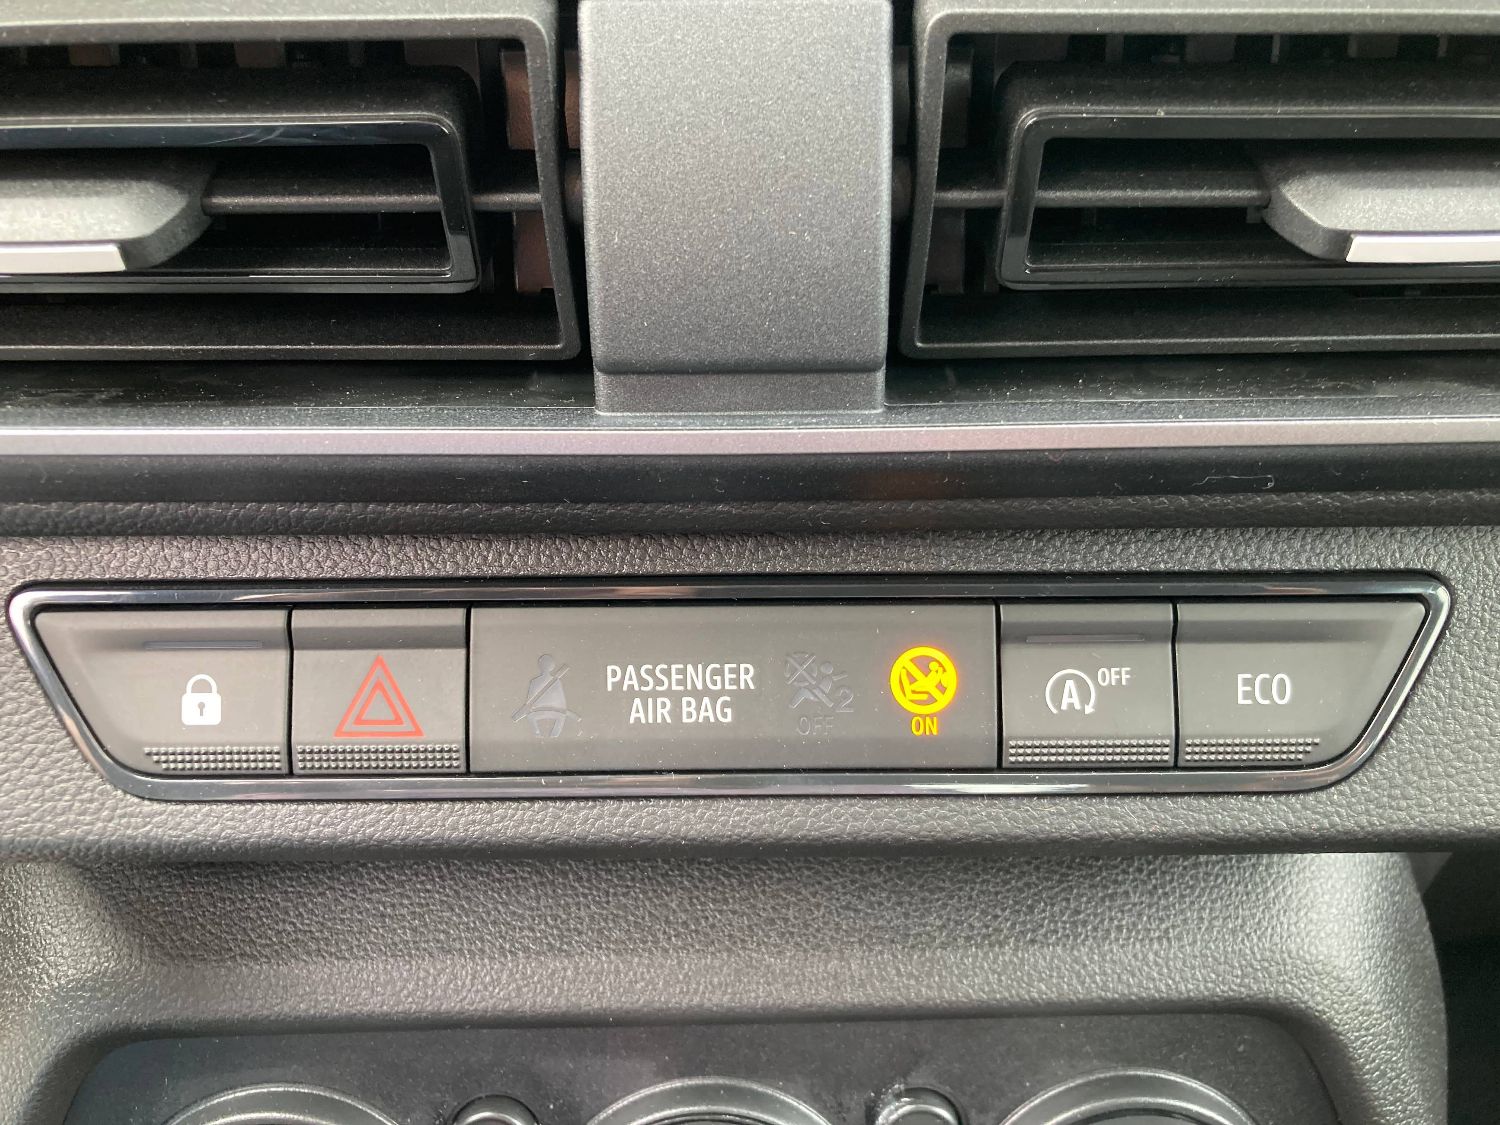 PASSENGER
AIR BAG
2
OFF
ON
A OFF
ECO